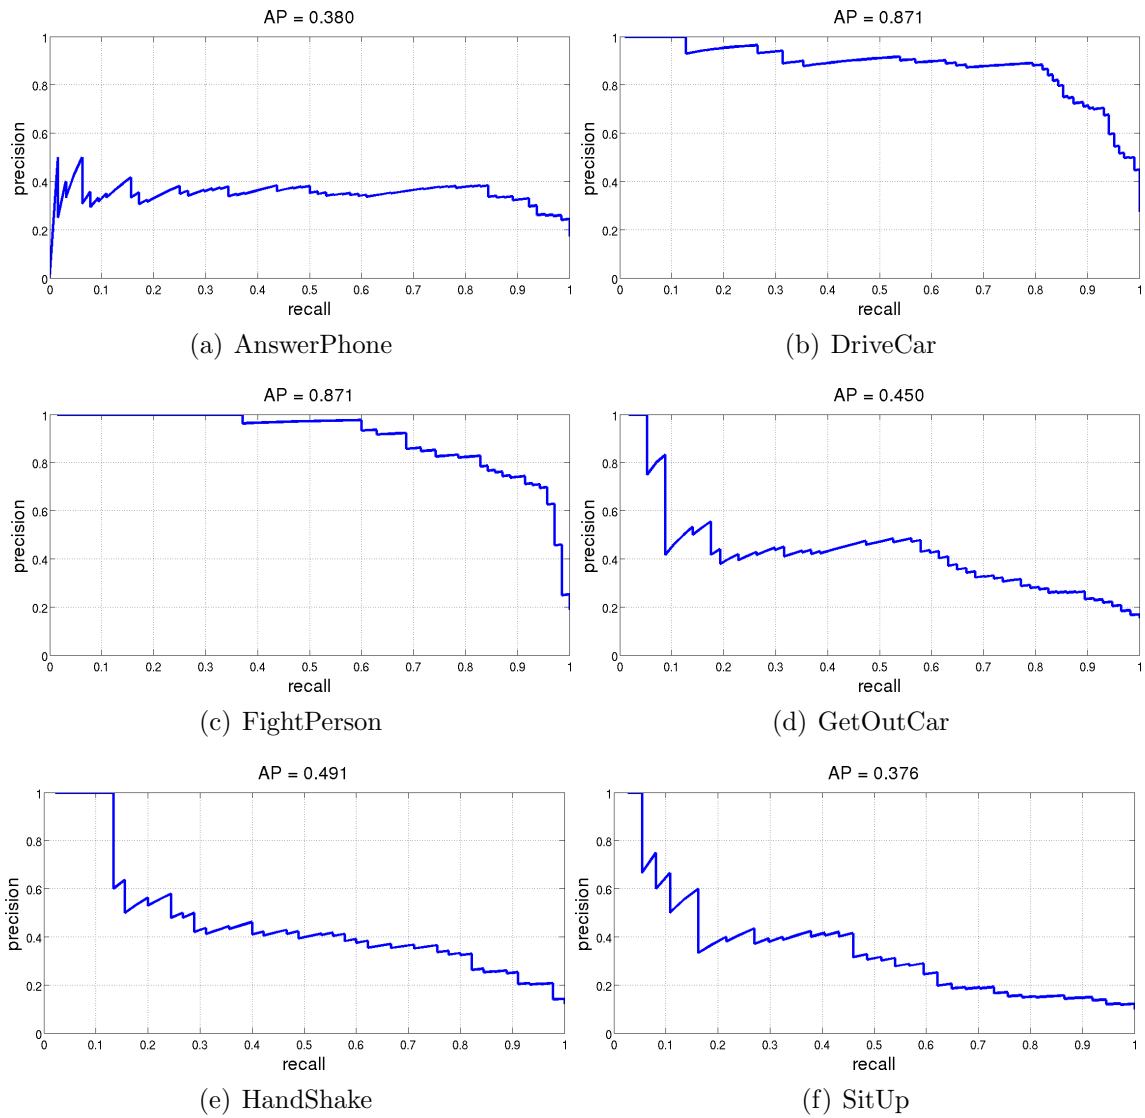 AP = 0.380
1
0.8
0.6
0.4
0.2
0
precision
0 0.1 0.2 0.3 0.4 0.5 0.6 0.7 0.8 0.9 1
recall
(a) AnswerPhone
AP = 0.871
1
0.8
0.6
0.4
0.2
0
precision
0 0.1 0.2 0.3 0.4 0.5 0.6 0.7 0.8 0.9 1
recall
(b) DriveCar
AP = 0.871
1
0.8
0.6
0.4
0.2
0
precision
0 0.1 0.2 0.3 0.4 0.5 0.6 0.7 0.8 0.9 1
recall
(c) FightPerson
AP = 0.450
1
0.8
0.6
0.4
0.2
0
precision
0 0.1 0.2 0.3 0.4 0.5 0.6 0.7 0.8 0.9 1
recall
(d) GetOutCar
AP = 0.491
1
0.8
0.6
0.4
0.2
0
precision
0 0.1 0.2 0.3 0.4 0.5 0.6 0.7 0.8 0.9 1
recall
(e) HandShake
AP = 0.376
1
0.8
0.6
0.4
0.2
0
precision
0 0.1 0.2 0.3 0.4 0.5 0.6 0.7 0.8 0.9 1
recall
(f) SitUp